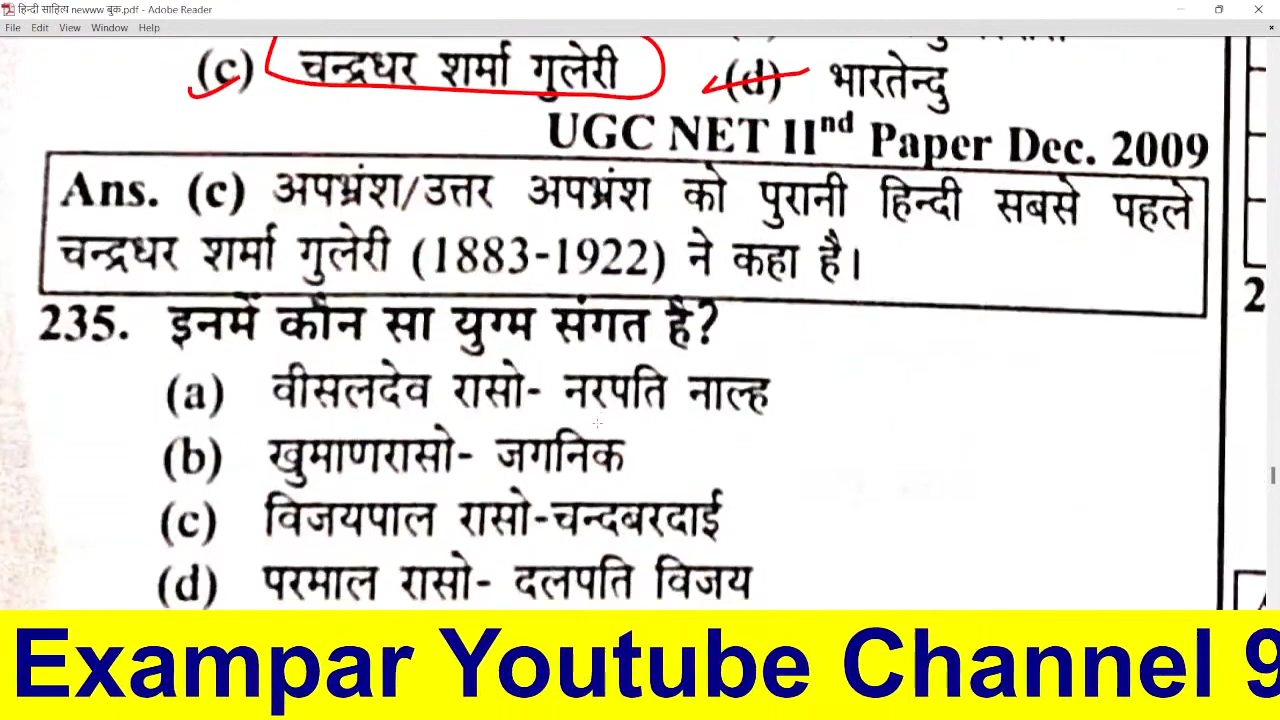 हिन्दी साहित्य newww बुक.pdf - Adobe Reader
File Edit View Window Help
(c) चन्द्रधर शर्मा गुलेरी (d) भारतेन्दु
UGC NET IInd Paper Dec. 2009
Ans. (c) अपभ्रंश/उत्तर अपभ्रंश को पुरानी हिन्दी सबसे पहले
चन्द्रधर शर्मा गुलेरी (1883-1922) ने कहा है।
235. इनमें कौन सा युग्म संगत है?
(a) वीसलदेव रासो- नरपति नाल्ह
(b) खुमाणरासो- जगनिक
(c) विजयपाल रासो-चन्दबरदाई
(d) परमाल रासो- दलपति विजय
2
Exampar Youtube Channel 9